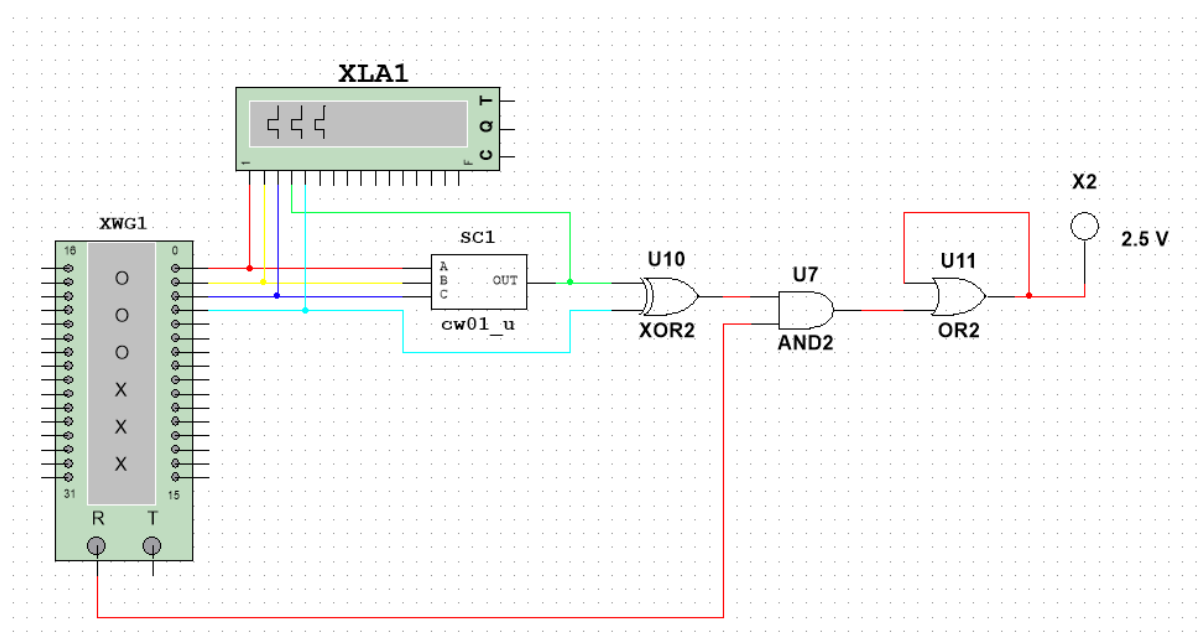 XLA1
T
Q
C
1
F
XWG1
16
0
O
O
O
X
X
X
31
15
R
T
SC1
A
B
C
OUT
cw01_u
U10
XOR2
U7
AND2
U11
OR2
X2
2.5 V